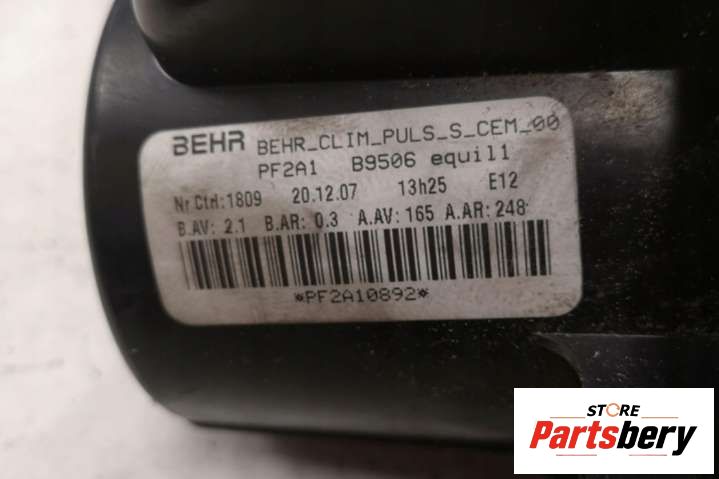 BEHR BEHR_CLIM_PULS_S_CEM_00
PF2A1 B9506 equil1
Nr Ctrl:1809 20.12.07 13h25 E12
B.AV: 2.1 B.AR: 0.3 A.AV: 165 A.AR: 248
*PF2A10892*
STORE
Partsbery